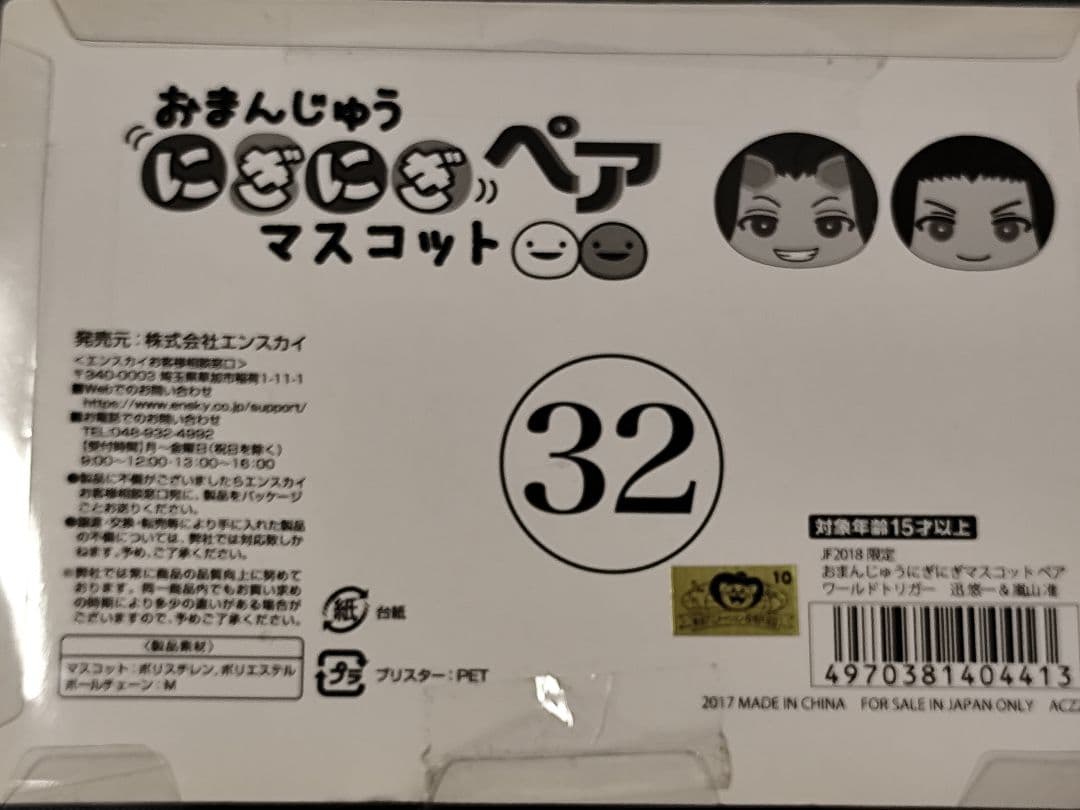 おまんじゅう
にぎにぎペア
マスコット
発売元：株式会社エンスカイ
<エンスカイお客様相談窓口>
〒340-0003 埼玉県草加市稲荷1-11-1
■Webでのお問い合わせ
https://www.ensky.co.jp/support/
■お電話でのお問い合わせ
TEL:048-932-4992
【受付時間】月～金曜日(祝日を除く)
9:00～12:00・13:00～16:00
●製品に不備がございましたらエンスカイ
お客様相談窓口宛に、製品をパッケージ
ごとお送りください。
●譲渡・交換・転売等により手に入れた製品
の不備については、弊社では対応致しか
ねます。予め、ご了承ください。
※弊社では常に商品の品質向上に努めて
おります。同一商品内でもお買い求め
の時期により多少の違いがある場合が
ございますので、予めご了承ください。
〈製品素材〉
マスコット：ポリスチレン、ポリエステル
ボールチェーン：M
紙 台紙
プラ ブリスター：PET
32
10
対象年齢15才以上
JF2018 限定
おまんじゅうにぎにぎマスコット ペア
ワールドトリガー 迅 悠一＆嵐山 准
4970381404413
2017 MADE IN CHINA FOR SALE IN JAPAN ONLY